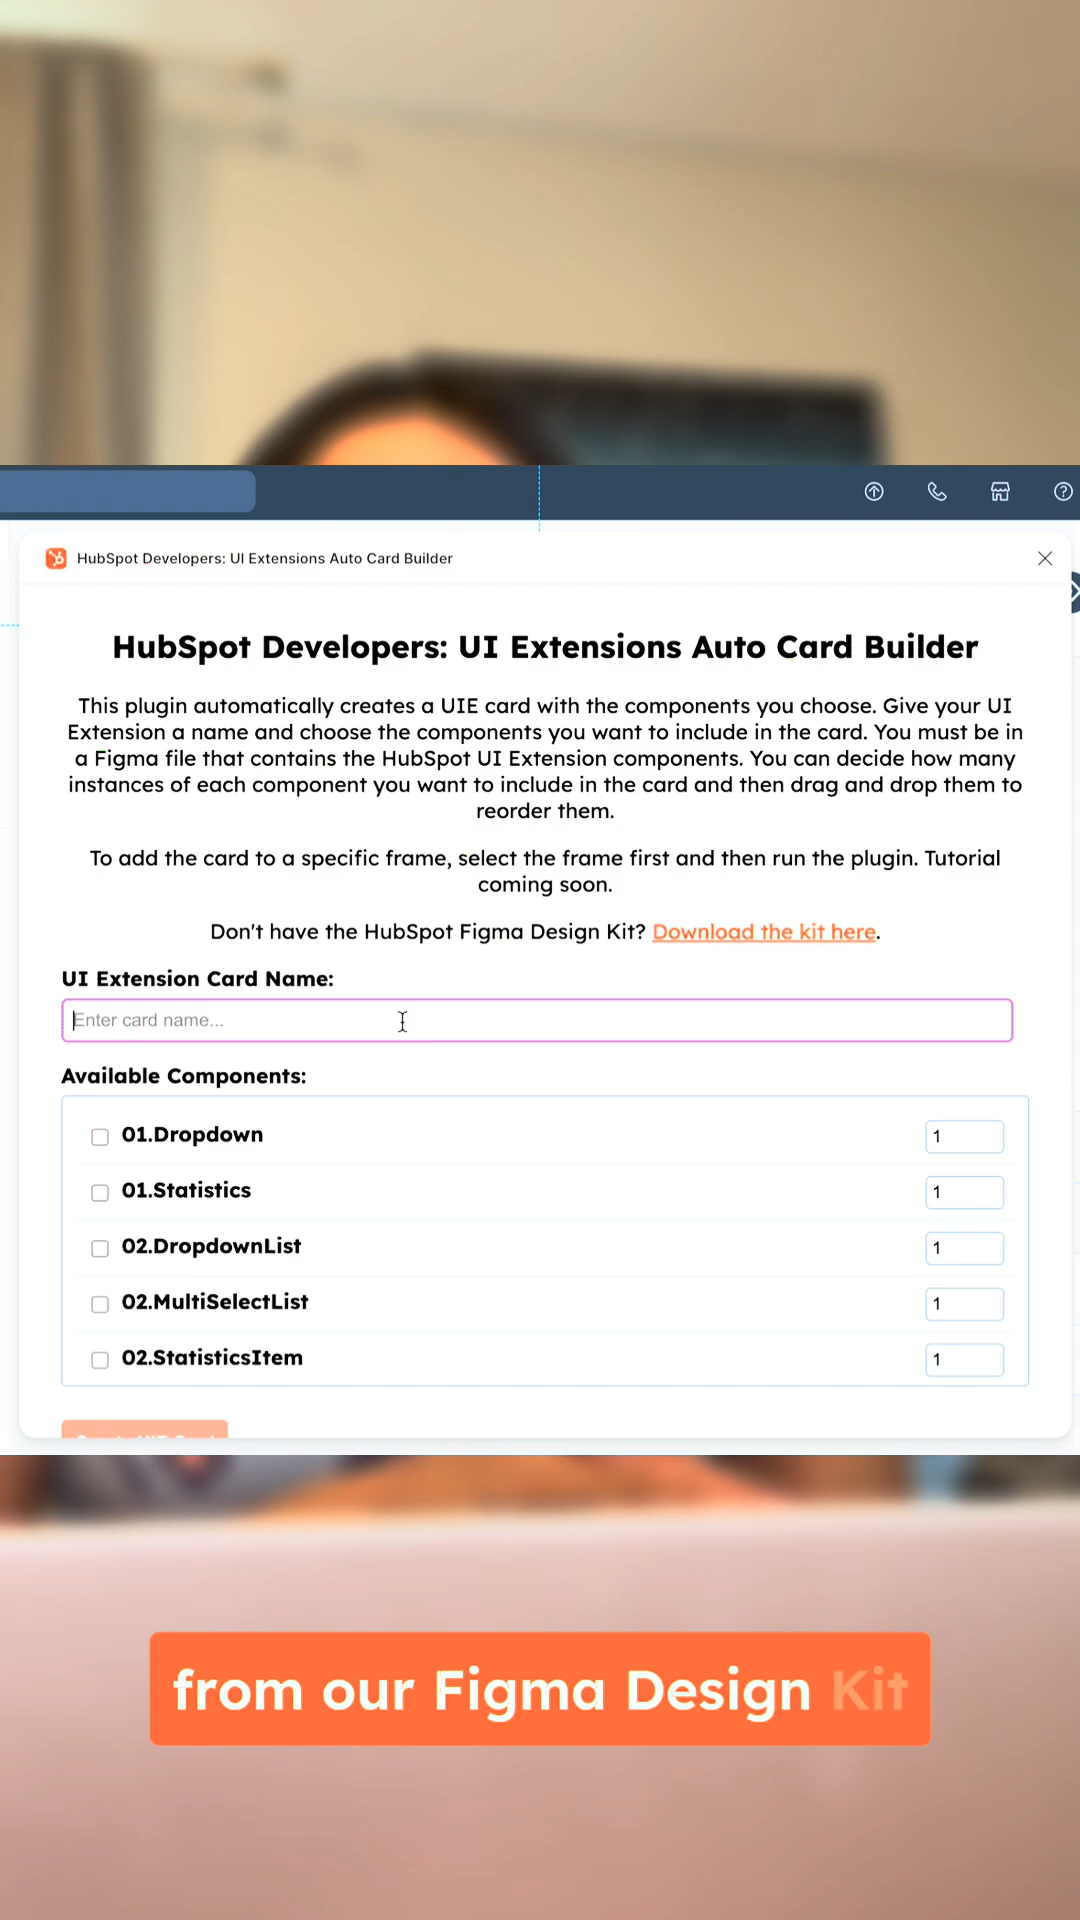 HubSpot Developers: UI Extensions Auto Card Builder
HubSpot Developers: UI Extensions Auto Card Builder
This plugin automatically creates a UIE card with the components you choose. Give your UI
Extension a name and choose the components you want to include in the card. You must be in
a Figma file that contains the HubSpot UI Extension components. You can decide how many
instances of each component you want to include in the card and then drag and drop them to
reorder them.
To add the card to a specific frame, select the frame first and then run the plugin. Tutorial
coming soon.
Don't have the HubSpot Figma Design Kit? Download the kit here.
UI Extension Card Name:
Enter card name...
Available Components:
01.Dropdown 1
01.Statistics 1
02.DropdownList 1
02.MultiSelectList 1
02.StatisticsItem 1
from our Figma Design Kit